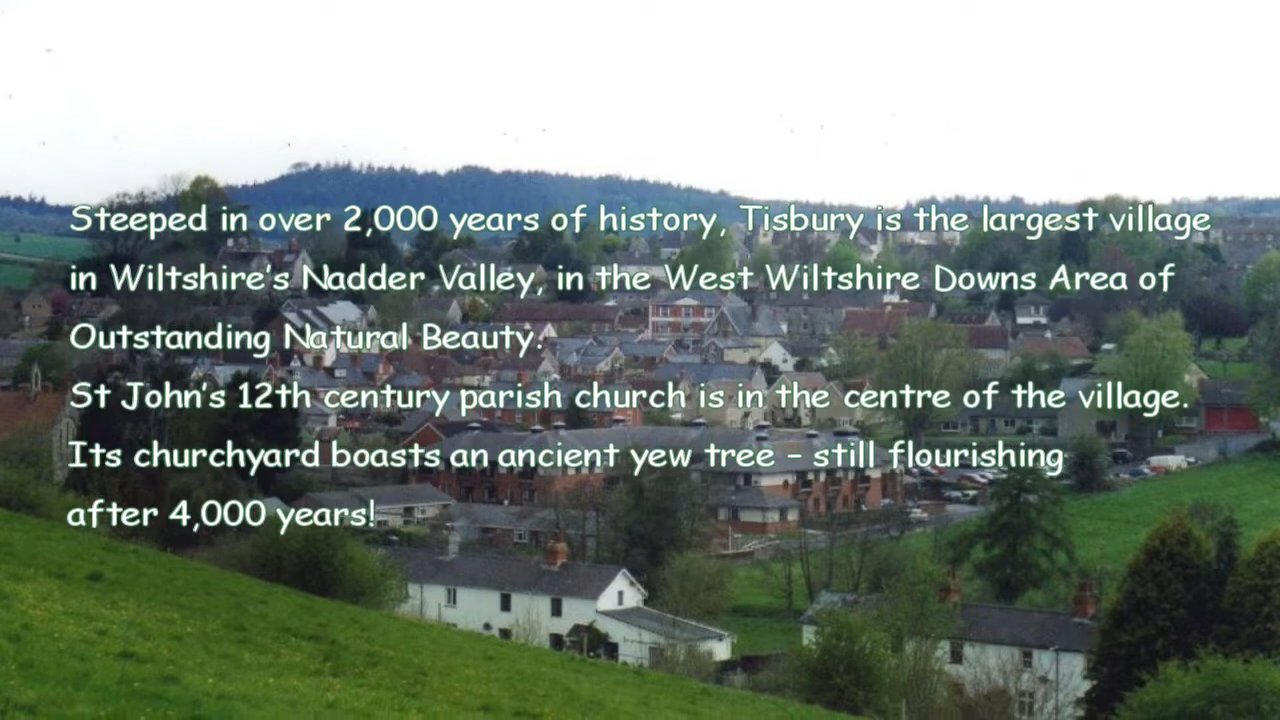 Steeped in over 2,000 years of history, Tisbury is the largest village
in Wiltshire's Nadder Valley, in the West Wiltshire Downs Area of
Outstanding Natural Beauty.
St John's 12th century parish church is in the centre of the village.
Its churchyard boasts an ancient yew tree – still flourishing
after 4,000 years!